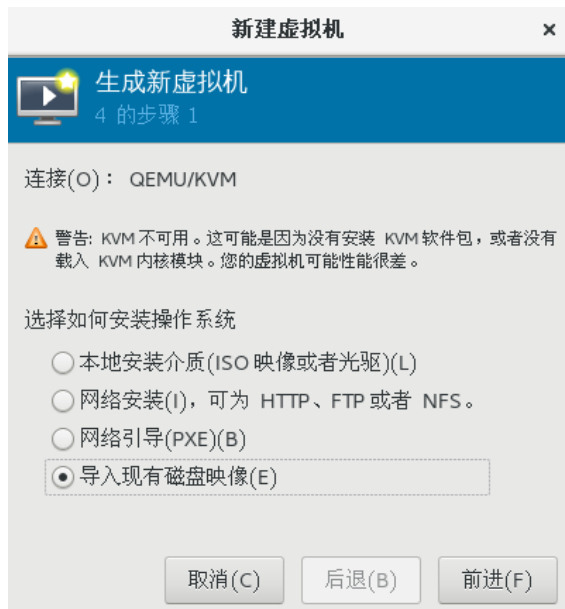 新建虚拟机
×
生成新虚拟机
4 的步骤 1
连接(O)： QEMU/KVM
警告: KVM 不可用。这可能是因为没有安装 KVM 软件包，或者没有
载入 KVM 内核模块。您的虚拟机可能性能很差。
选择如何安装操作系统
本地安装介质(ISO 映像或者光驱)(L)
网络安装(I)，可为 HTTP、FTP 或者 NFS。
网络引导(PXE)(B)
导入现有磁盘映像(E)
取消(C) 后退(B) 前进(F)